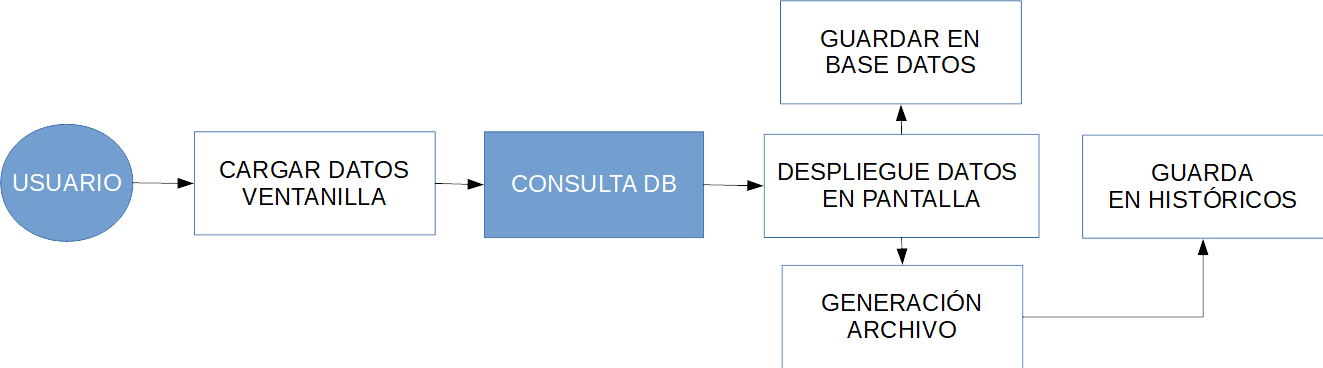 GUARDAR EN
BASE DATOS
USUARIO
CARGAR DATOS
VENTANILLA
CONSULTA DB
DESPLIEGUE DATOS
EN PANTALLA
GUARDA
EN HISTÓRICOS
GENERACIÓN
ARCHIVO